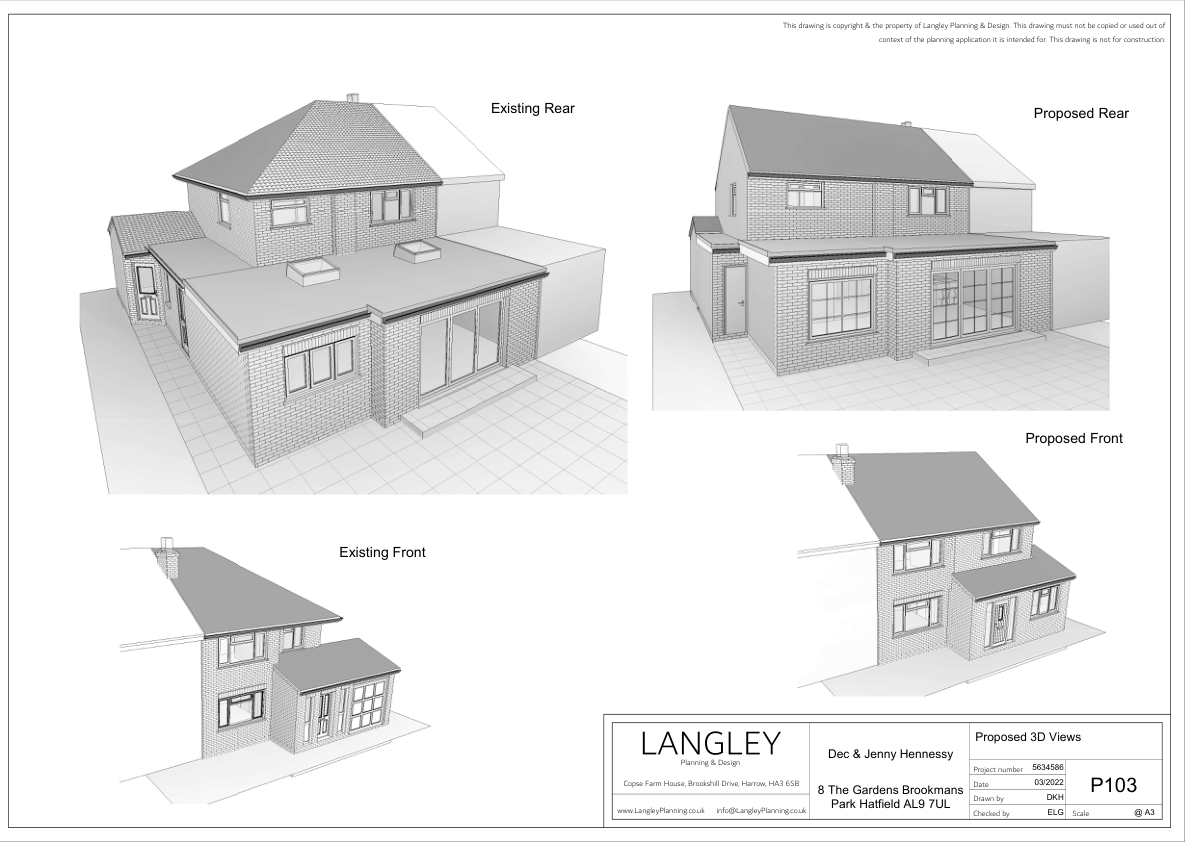 This drawing is copyright & the property of Langley Planning & Design. This drawing must not be copied or used out of
context of the planning application it is intended for. This drawing is not for construction.
Existing Rear
Proposed Rear
Proposed Front
Existing Front
LANGLEY
Planning & Design
Copse Farm House, Brookshill Drive, Harrow, HA3 6SB
www.LangleyPlanning.co.uk info@LangleyPlanning.co.uk
Dec & Jenny Hennessy
8 The Gardens Brookmans
Park Hatfield AL9 7UL
Proposed 3D Views
Project number 5634586
Date 03/2022
Drawn by DKH
Checked by ELG
P103
Scale @ A3